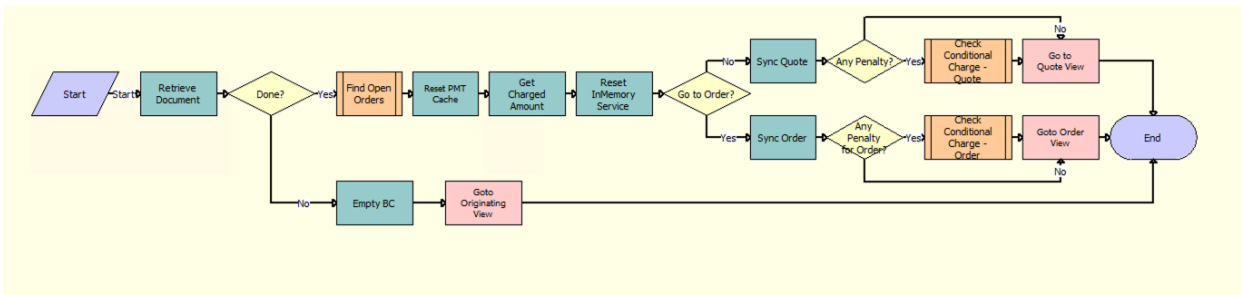 Start
Start
Retrieve
Document
Done?
Yes
Find Open
Orders
Reset PMT
Cache
Get
Charged
Amount
Reset
InMemory
Service
Go to Order?
No
Sync Quote
Any Penalty?
Yes
Check
Conditional
Charge -
Quote
No
Go to
Quote View
Yes
Sync Order
Any
Penalty
for Order?
Yes
Check
Conditional
Charge -
Order
Goto Order
View
No
End
No
Empty BC
Goto
Originating
View